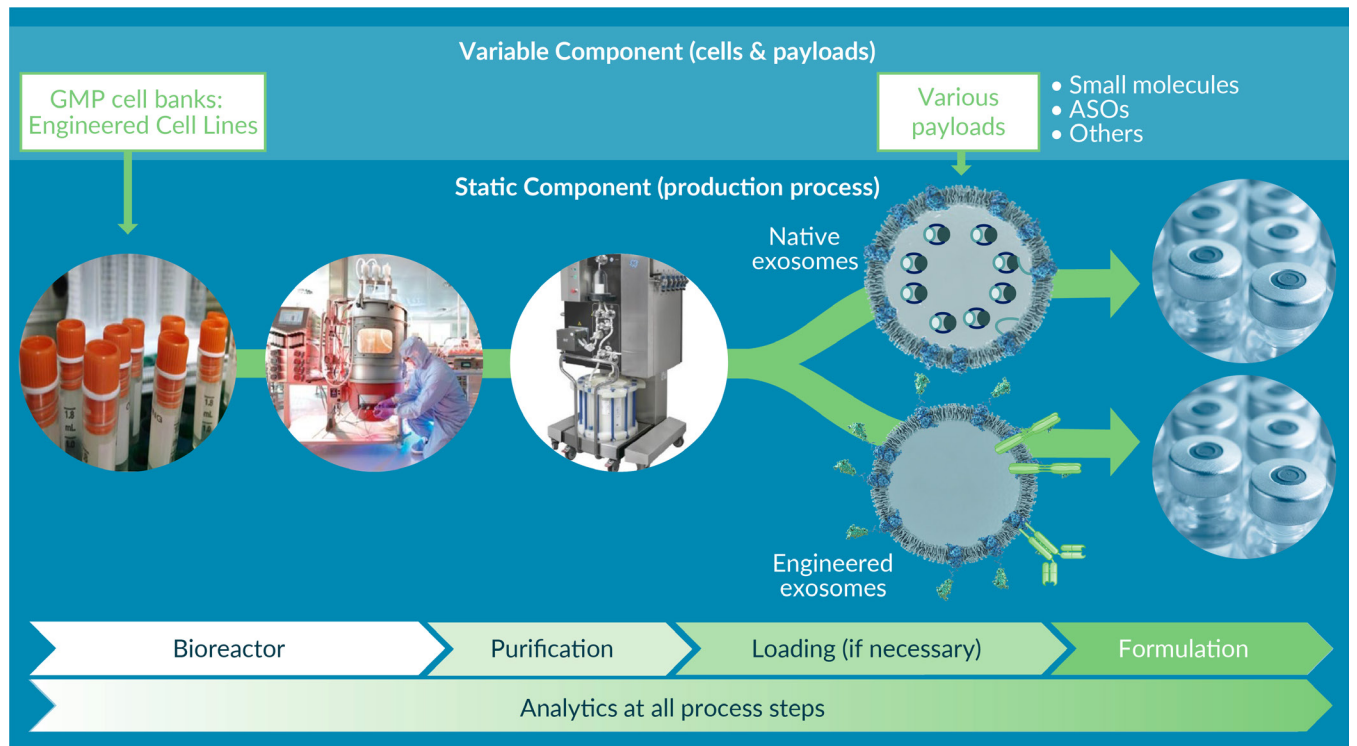 Variable Component (cells & payloads)
GMP cell banks:
Engineered Cell Lines
Various
payloads
• Small molecules
• ASOs
• Others
Static Component (production process)
Native
exosomes
Engineered
exosomes
Bioreactor
Purification
Loading (if necessary)
Formulation
Analytics at all process steps